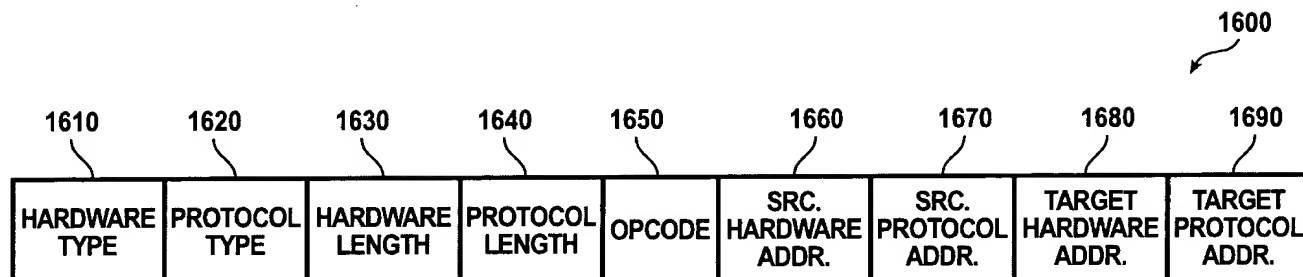 1600
1610 1620 1630 1640 1650 1660 1670 1680 1690
HARDWARE TYPE PROTOCOL TYPE HARDWARE LENGTH PROTOCOL LENGTH OPCODE SRC. HARDWARE ADDR. SRC. PROTOCOL ADDR. TARGET HARDWARE ADDR. TARGET PROTOCOL ADDR.